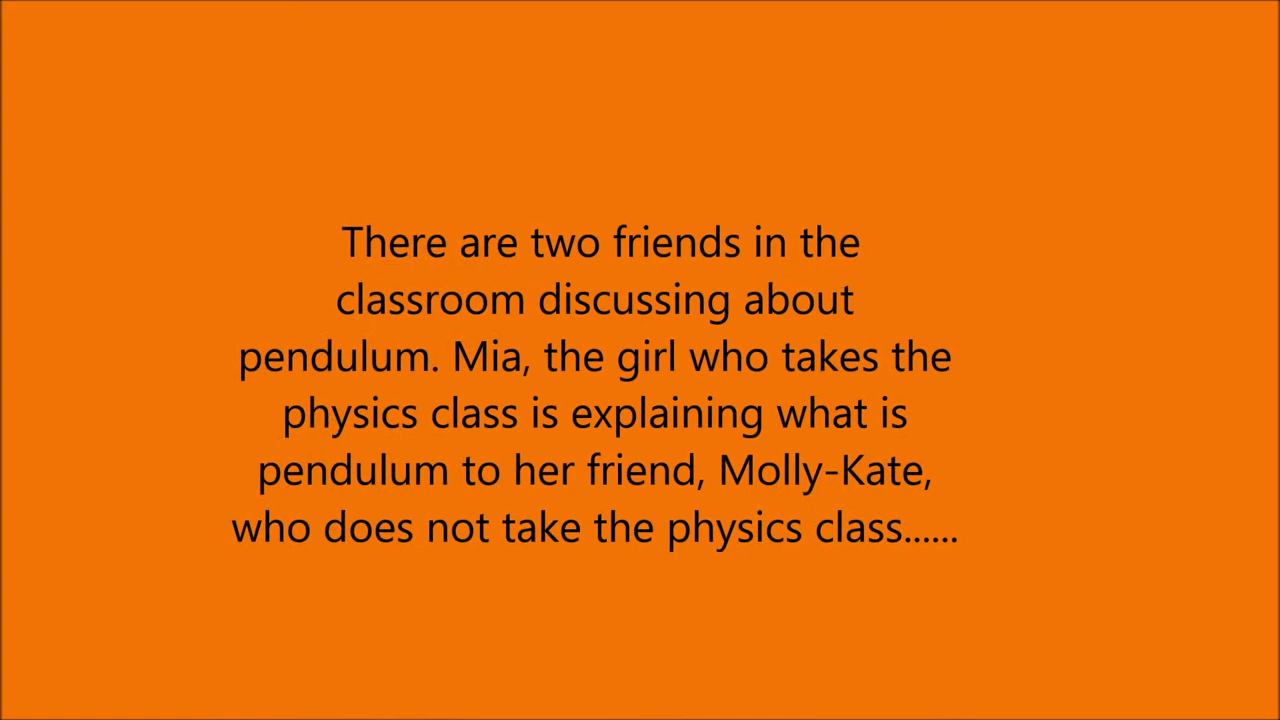 There are two friends in the
classroom discussing about
pendulum. Mia, the girl who takes the
physics class is explaining what is
pendulum to her friend, Molly-Kate,
who does not take the physics class......